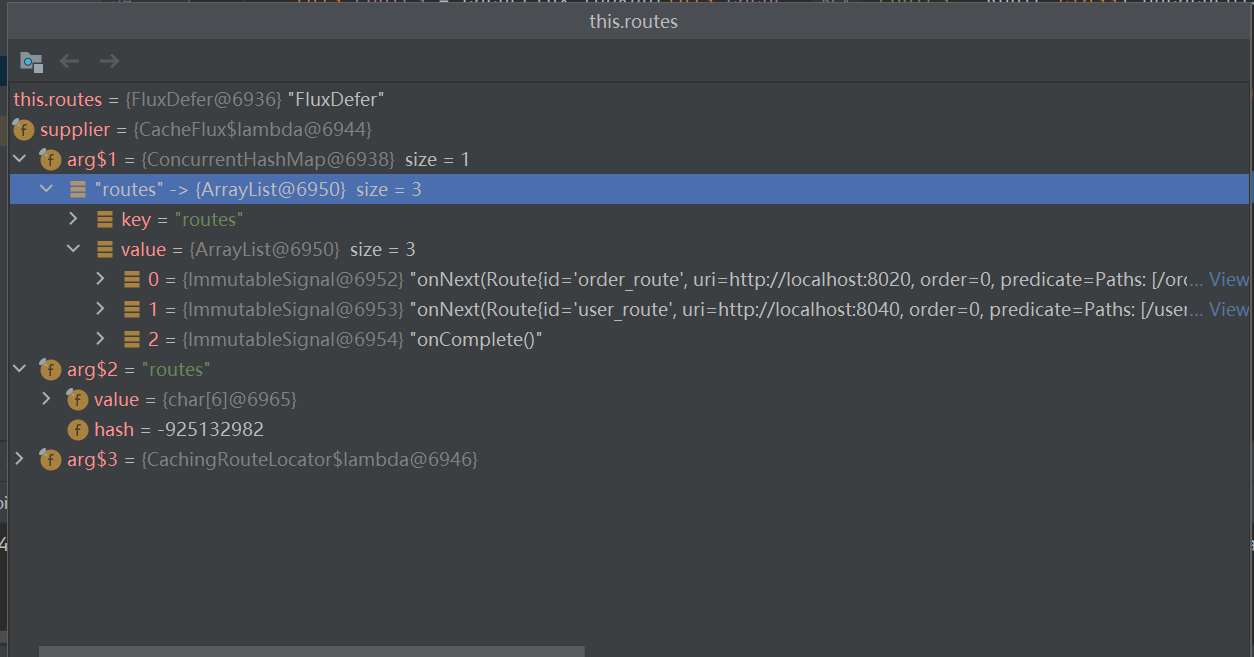 this.routes
this.routes = {FluxDefer@6936} "FluxDefer"
f supplier = {CacheFlux$lambda@6944}
f arg$1 = {ConcurrentHashMap@6938} size = 1
"routes" -> {ArrayList@6950} size = 3
key = "routes"
value = {ArrayList@6950} size = 3
0 = {ImmutableSignal@6952} "onNext(Route{id='order_route', uri=http://localhost:8020, order=0, predicate=Paths: [/orc... View
1 = {ImmutableSignal@6953} "onNext(Route{id='user_route', uri=http://localhost:8040, order=0, predicate=Paths: [/user... View
2 = {ImmutableSignal@6954} "onComplete()"
f arg$2 = "routes"
f value = {char[6]@6965}
f hash = -925132982
f arg$3 = {CachingRouteLocator$lambda@6946}